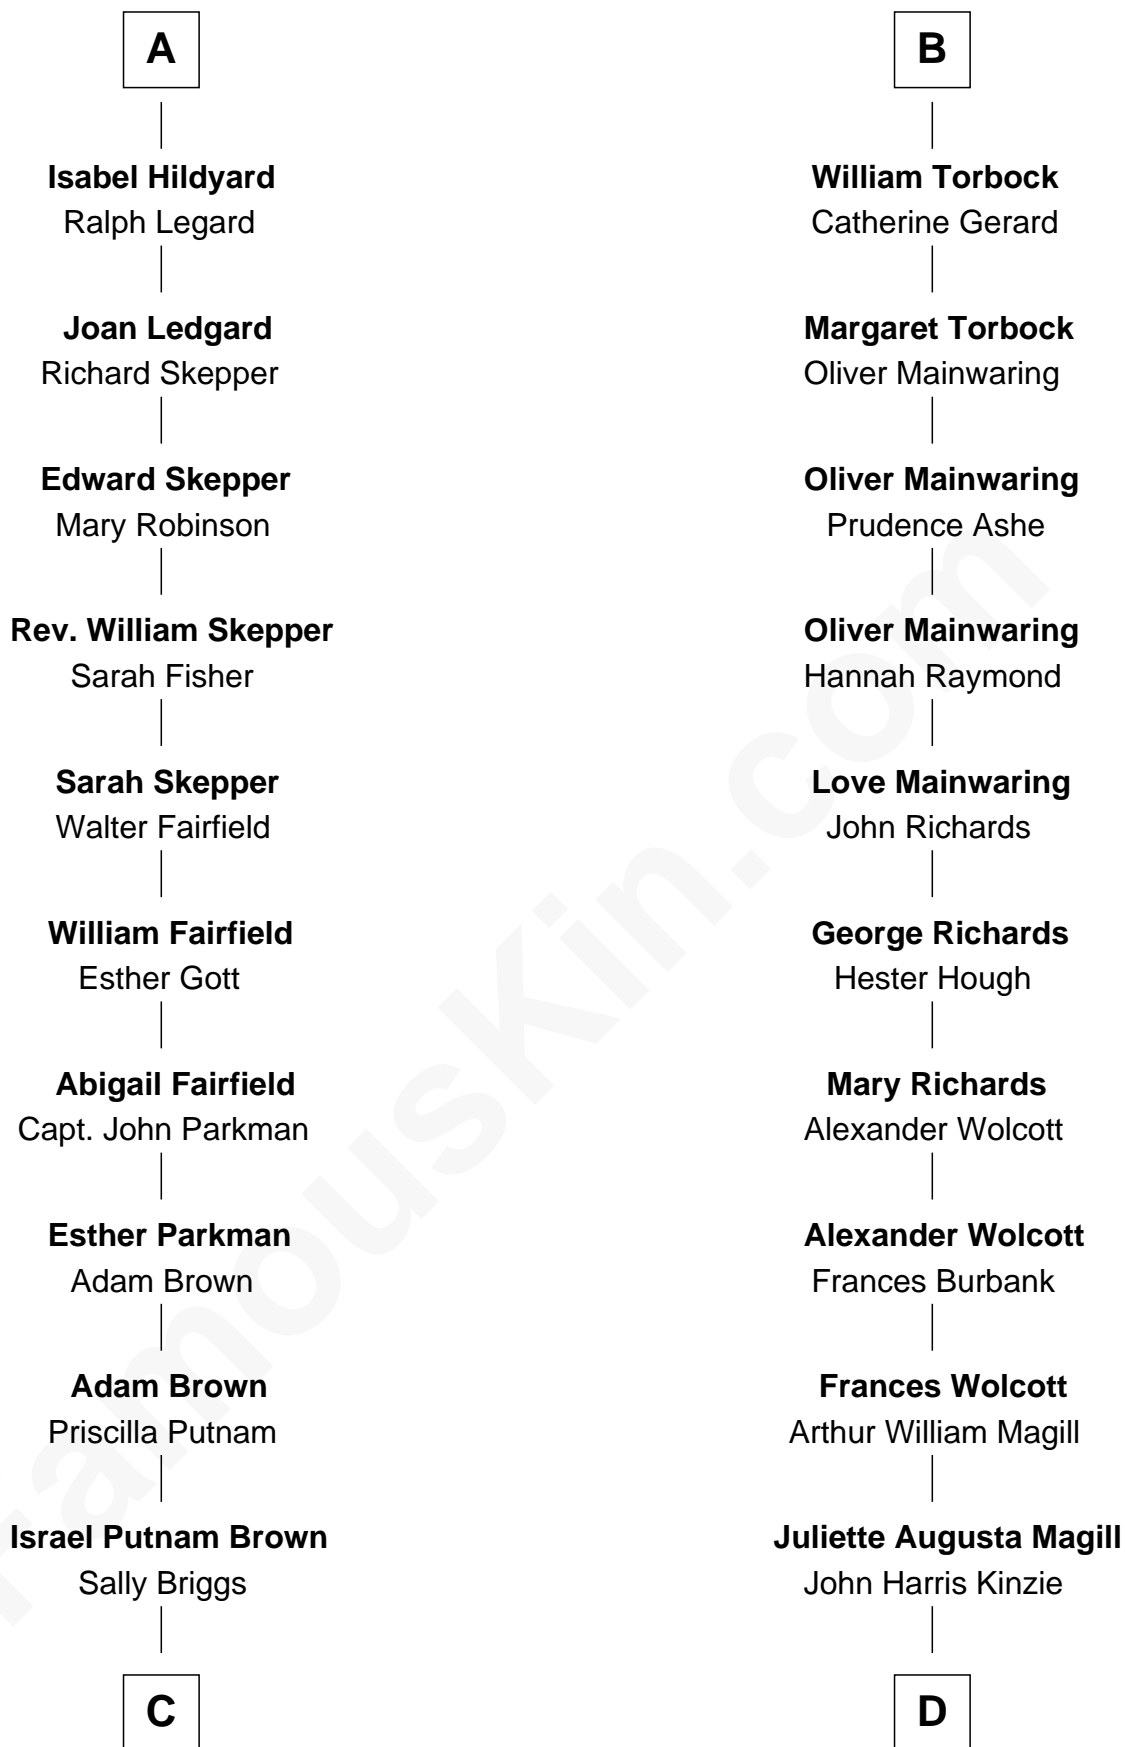 A
Isabel Hildyard
Ralph Legard
Joan Ledgard
Richard Skepper
Edward Skepper
Mary Robinson
Rev. William Skepper
Sarah Fisher
Sarah Skepper
Walter Fairfield
William Fairfield
Esther Gott
Abigail Fairfield
Capt. John Parkman
Esther Parkman
Adam Brown
Adam Brown
Priscilla Putnam
Israel Putnam Brown
Sally Briggs
C
B
William Torbock
Catherine Gerard
Margaret Torbock
Oliver Mainwaring
Oliver Mainwaring
Prudence Ashe
Oliver Mainwaring
Hannah Raymond
Love Mainwaring
John Richards
George Richards
Hester Hough
Mary Richards
Alexander Wolcott
Alexander Wolcott
Frances Burbank
Frances Wolcott
Arthur William Magill
Juliette Augusta Magill
John Harris Kinzie
D
FamousKin.com